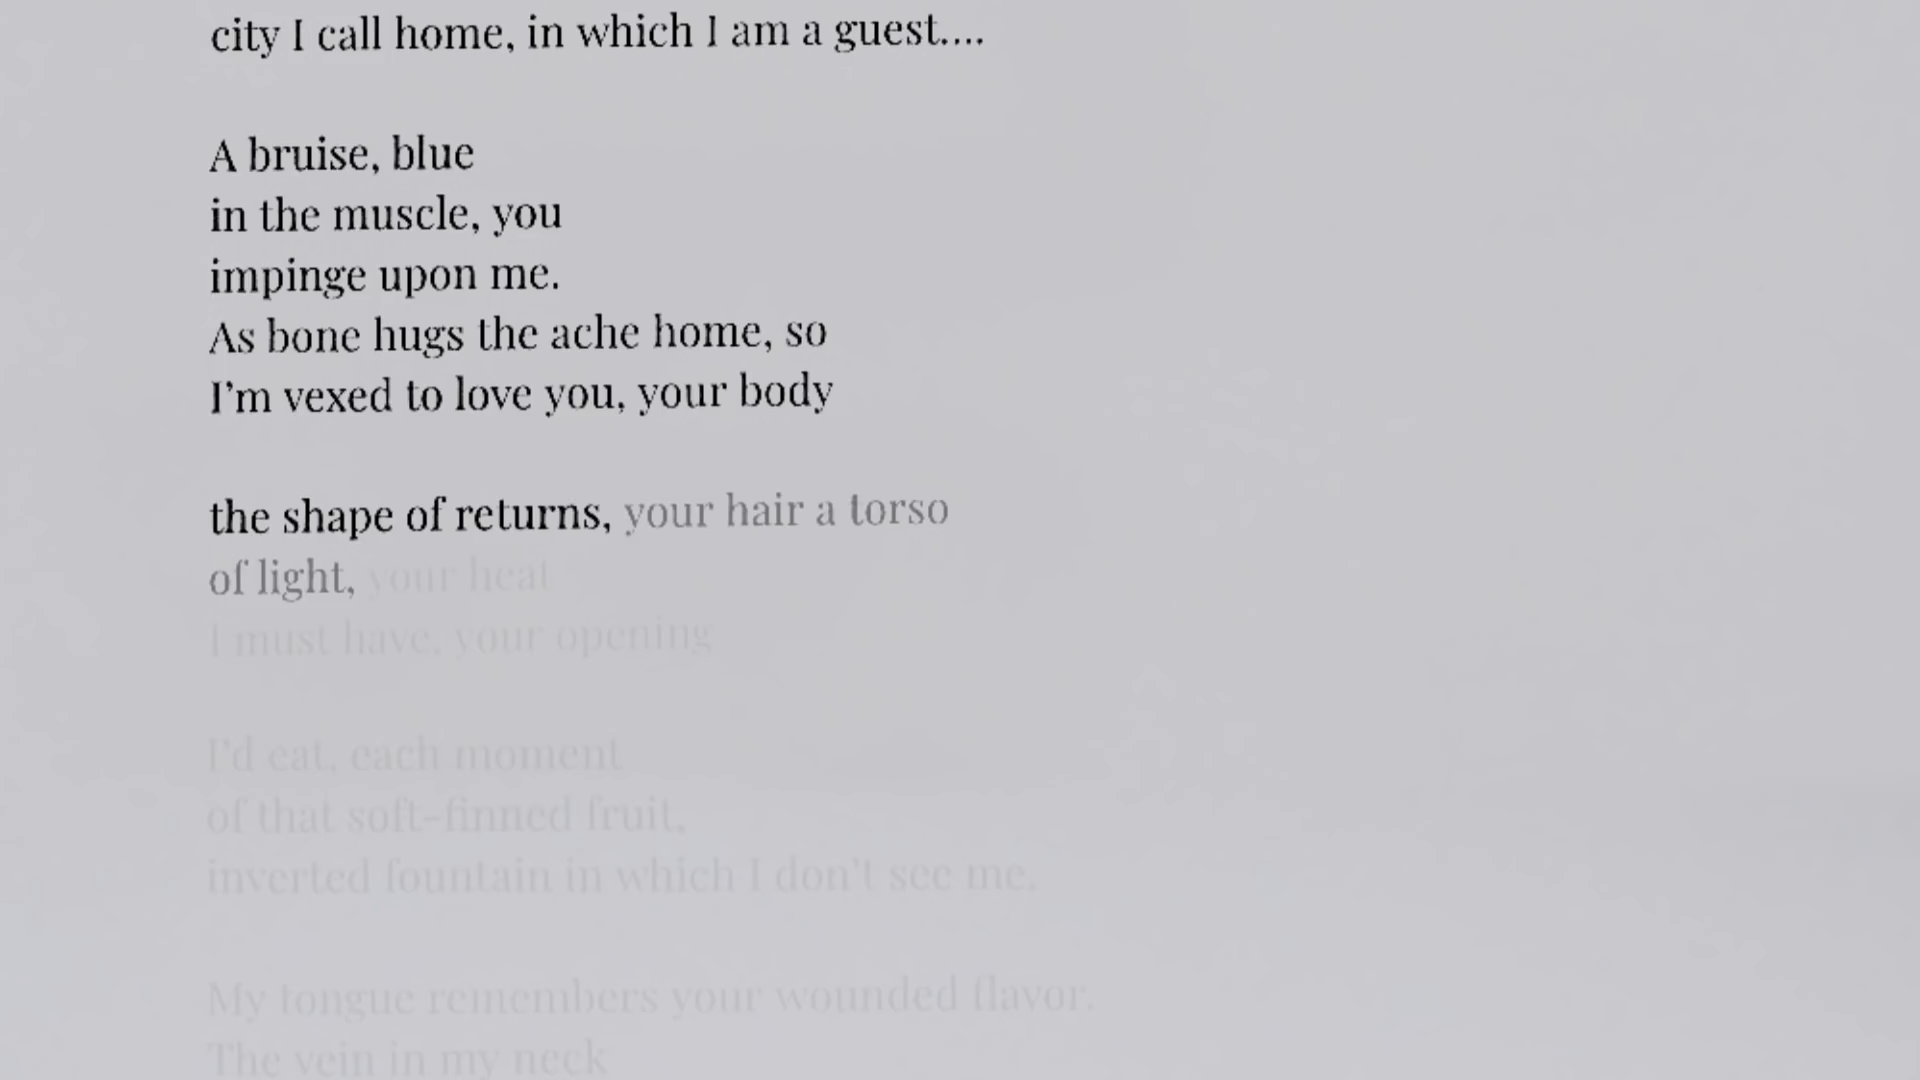 city I call home, in which I am a guest....
A bruise, blue
in the muscle, you
impinge upon me.
As bone hugs the ache home, so
I'm vexed to love you, your body
the shape of returns, your hair a torso
of light, your heat
I must have, your opening
I'd eat, each moment
of that soft-finned fruit,
inverted fountain in which I don't see me.
My tongue remembers your wounded flavor.
The vein in my neck